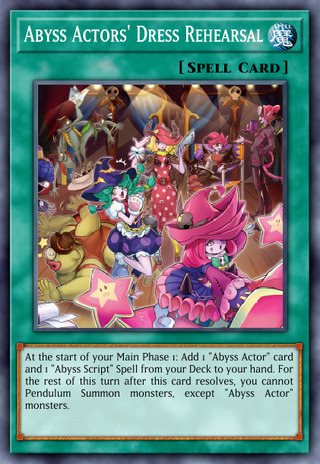 Abyss Actors' Dress Rehearsal
魔
[Spell Card]
At the start of your Main Phase 1: Add 1 "Abyss Actor" card
and 1 "Abyss Script" Spell from your Deck to your hand. For
the rest of this turn after this card resolves, you cannot
Pendulum Summon monsters, except "Abyss Actor"
monsters.